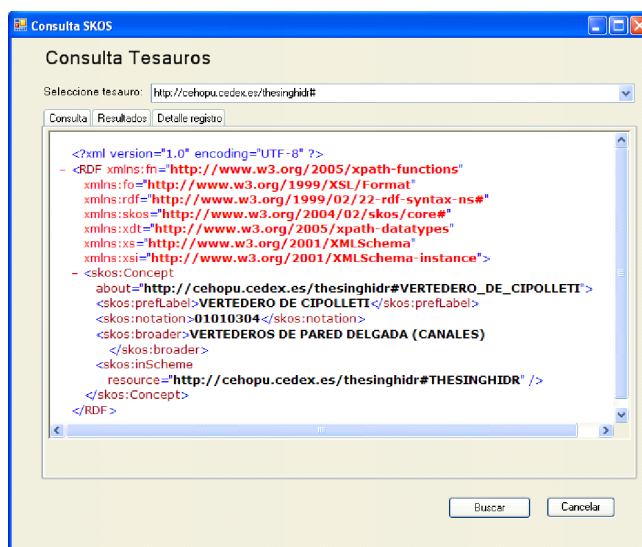 Consulta SKOS
Consulta Tesauros
Seleccione tesauro: http://cehopu.cedex.es/thesinghidr#
Consulta Resultados Detalle registro
<?xml version="1.0" encoding="UTF-8" ?>
- <RDF xmlns:fn="http://www.w3.org/2005/xpath-functions"
xmlns:fo="http://www.w3.org/1999/XSL/Format"
xmlns:rdf="http://www.w3.org/1999/02/22-rdf-syntax-ns#"
xmlns:skos="http://www.w3.org/2004/02/skos/core#"
xmlns:xdt="http://www.w3.org/2005/xpath-datatypes"
xmlns:xs="http://www.w3.org/2001/XMLSchema"
xmlns:xsi="http://www.w3.org/2001/XMLSchema-instance">
- <skos:Concept
about="http://cehopu.cedex.es/thesinghidr#VERTEDERO_DE_CIPOLLETI">
<skos:prefLabel>VERTEDERO DE CIPOLLETI</skos:prefLabel>
<skos:notation>01010304</skos:notation>
<skos:broader>VERTEDEROS DE PARED DELGADA (CANALES)
</skos:broader>
<skos:inScheme
resource="http://cehopu.cedex.es/thesinghidr#THESINGHIDR" />
</skos:Concept>
</RDF>
Buscar Cancelar